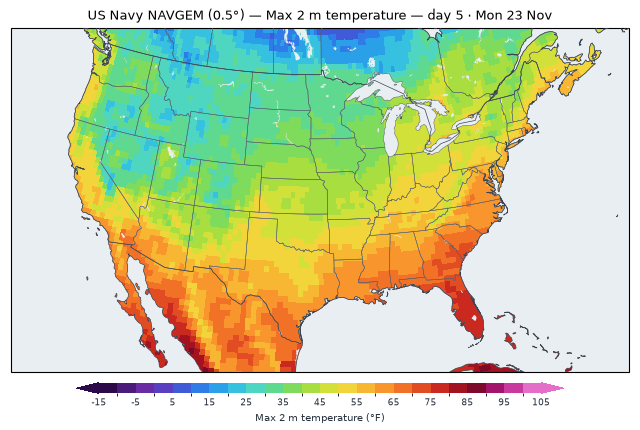 US Navy NAVGEM (0.5°) — Max 2 m temperature — day 5 · Mon 23 Nov
-15 -5 5 15 25 35 45 55 65 75 85 95 105
Max 2 m temperature (°F)